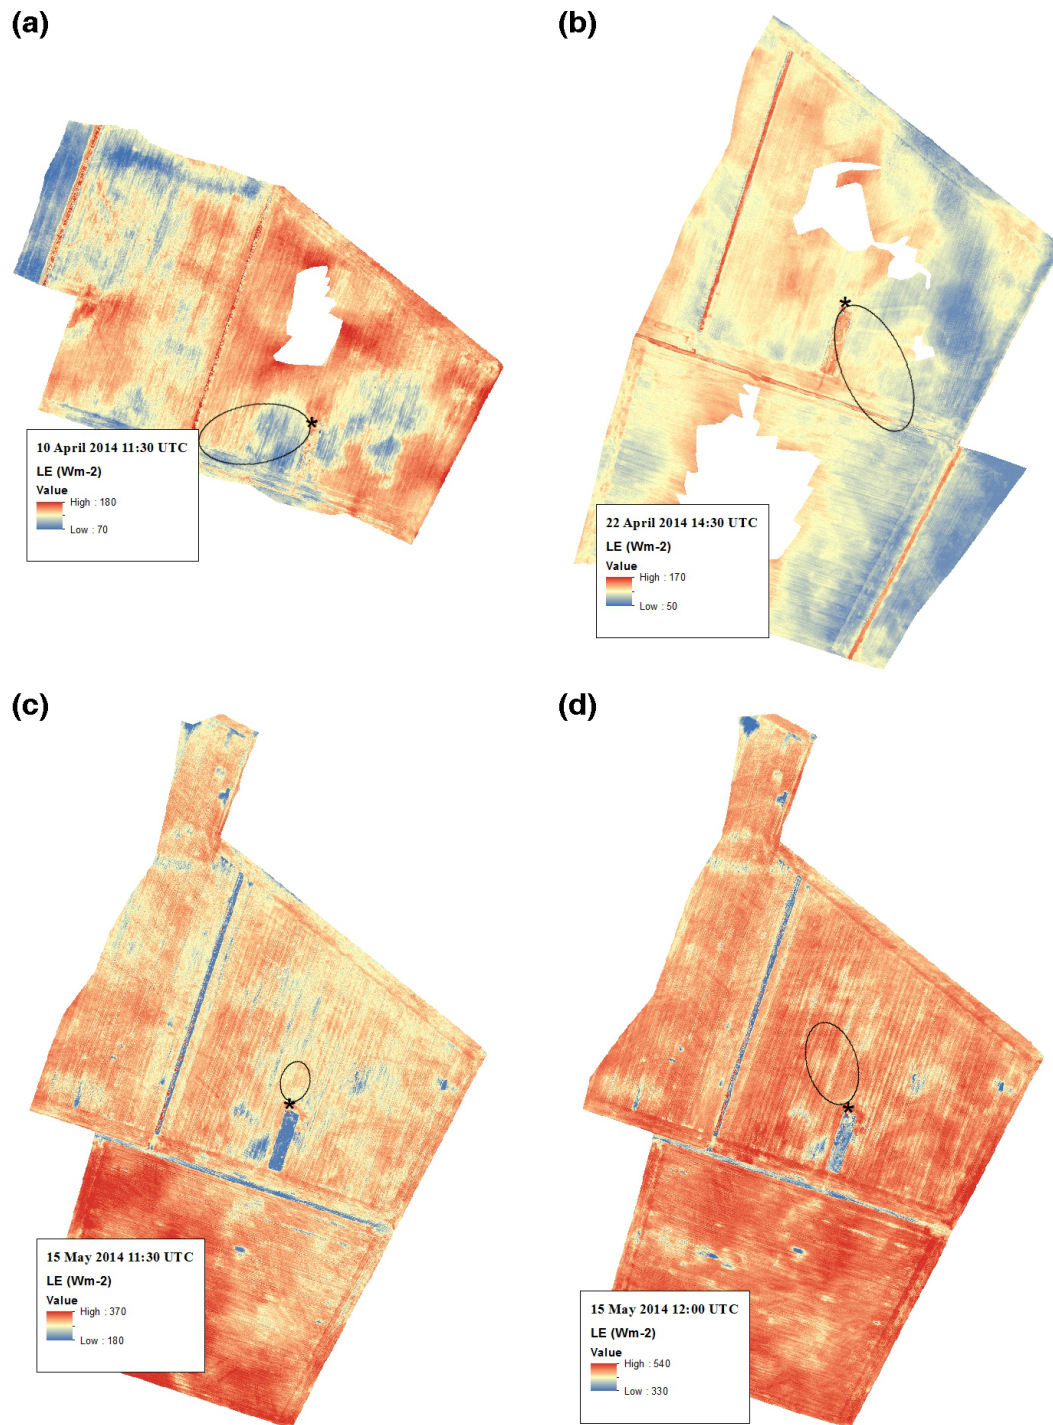 (a)
10 April 2014 11:30 UTC
LE (Wm-2)
Value
High : 180
Low : 70
(b)
22 April 2014 14:30 UTC
LE (Wm-2)
Value
High : 170
Low : 50
(c)
15 May 2014 11:30 UTC
LE (Wm-2)
Value
High : 370
Low : 180
(d)
15 May 2014 12:00 UTC
LE (Wm-2)
Value
High : 540
Low : 330